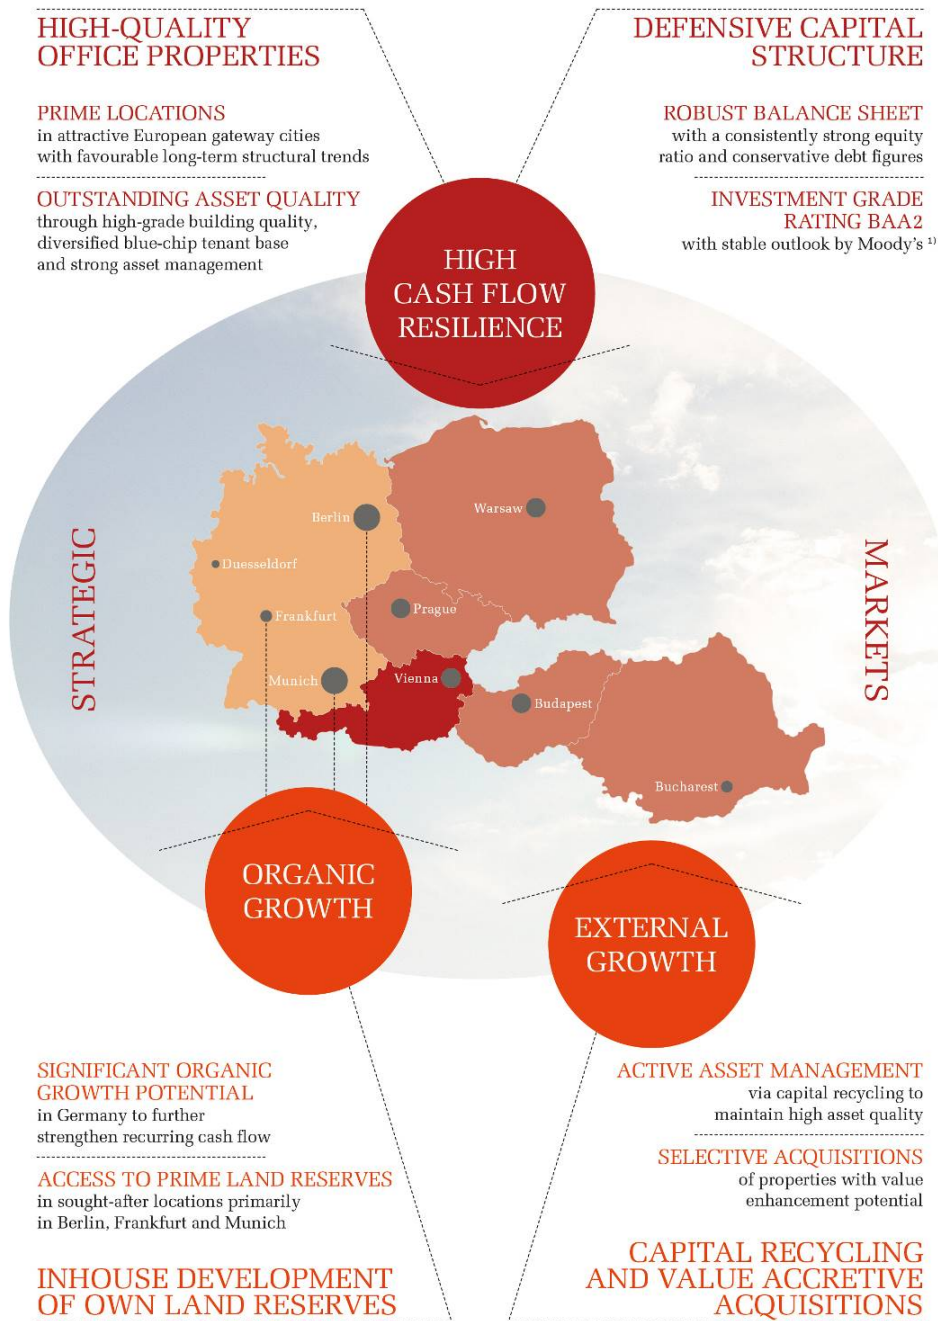 HIGH-QUALITY
OFFICE PROPERTIES
PRIME LOCATIONS
in attractive European gateway cities
with favourable long-term structural trends
OUTSTANDING ASSET QUALITY
through high-grade building quality,
diversified blue-chip tenant base
and strong asset management
DEFENSIVE CAPITAL
STRUCTURE
ROBUST BALANCE SHEET
with a consistently strong equity
ratio and conservative debt figures
INVESTMENT GRADE
RATING BAA2
with stable outlook by Moody's 1)
HIGH
CASH FLOW
RESILIENCE
STRATEGIC
MARKETS
Berlin
Warsaw
Duesseldorf
Frankfurt
Prague
Munich
Vienna
Budapest
Bucharest
ORGANIC
GROWTH
EXTERNAL
GROWTH
SIGNIFICANT ORGANIC
GROWTH POTENTIAL
in Germany to further
strengthen recurring cash flow
ACCESS TO PRIME LAND RESERVES
in sought-after locations primarily
in Berlin, Frankfurt and Munich
INHOUSE DEVELOPMENT
OF OWN LAND RESERVES
ACTIVE ASSET MANAGEMENT
via capital recycling to
maintain high asset quality
SELECTIVE ACQUISITIONS
of properties with value
enhancement potential
CAPITAL RECYCLING
AND VALUE ACCRETIVE
ACQUISITIONS